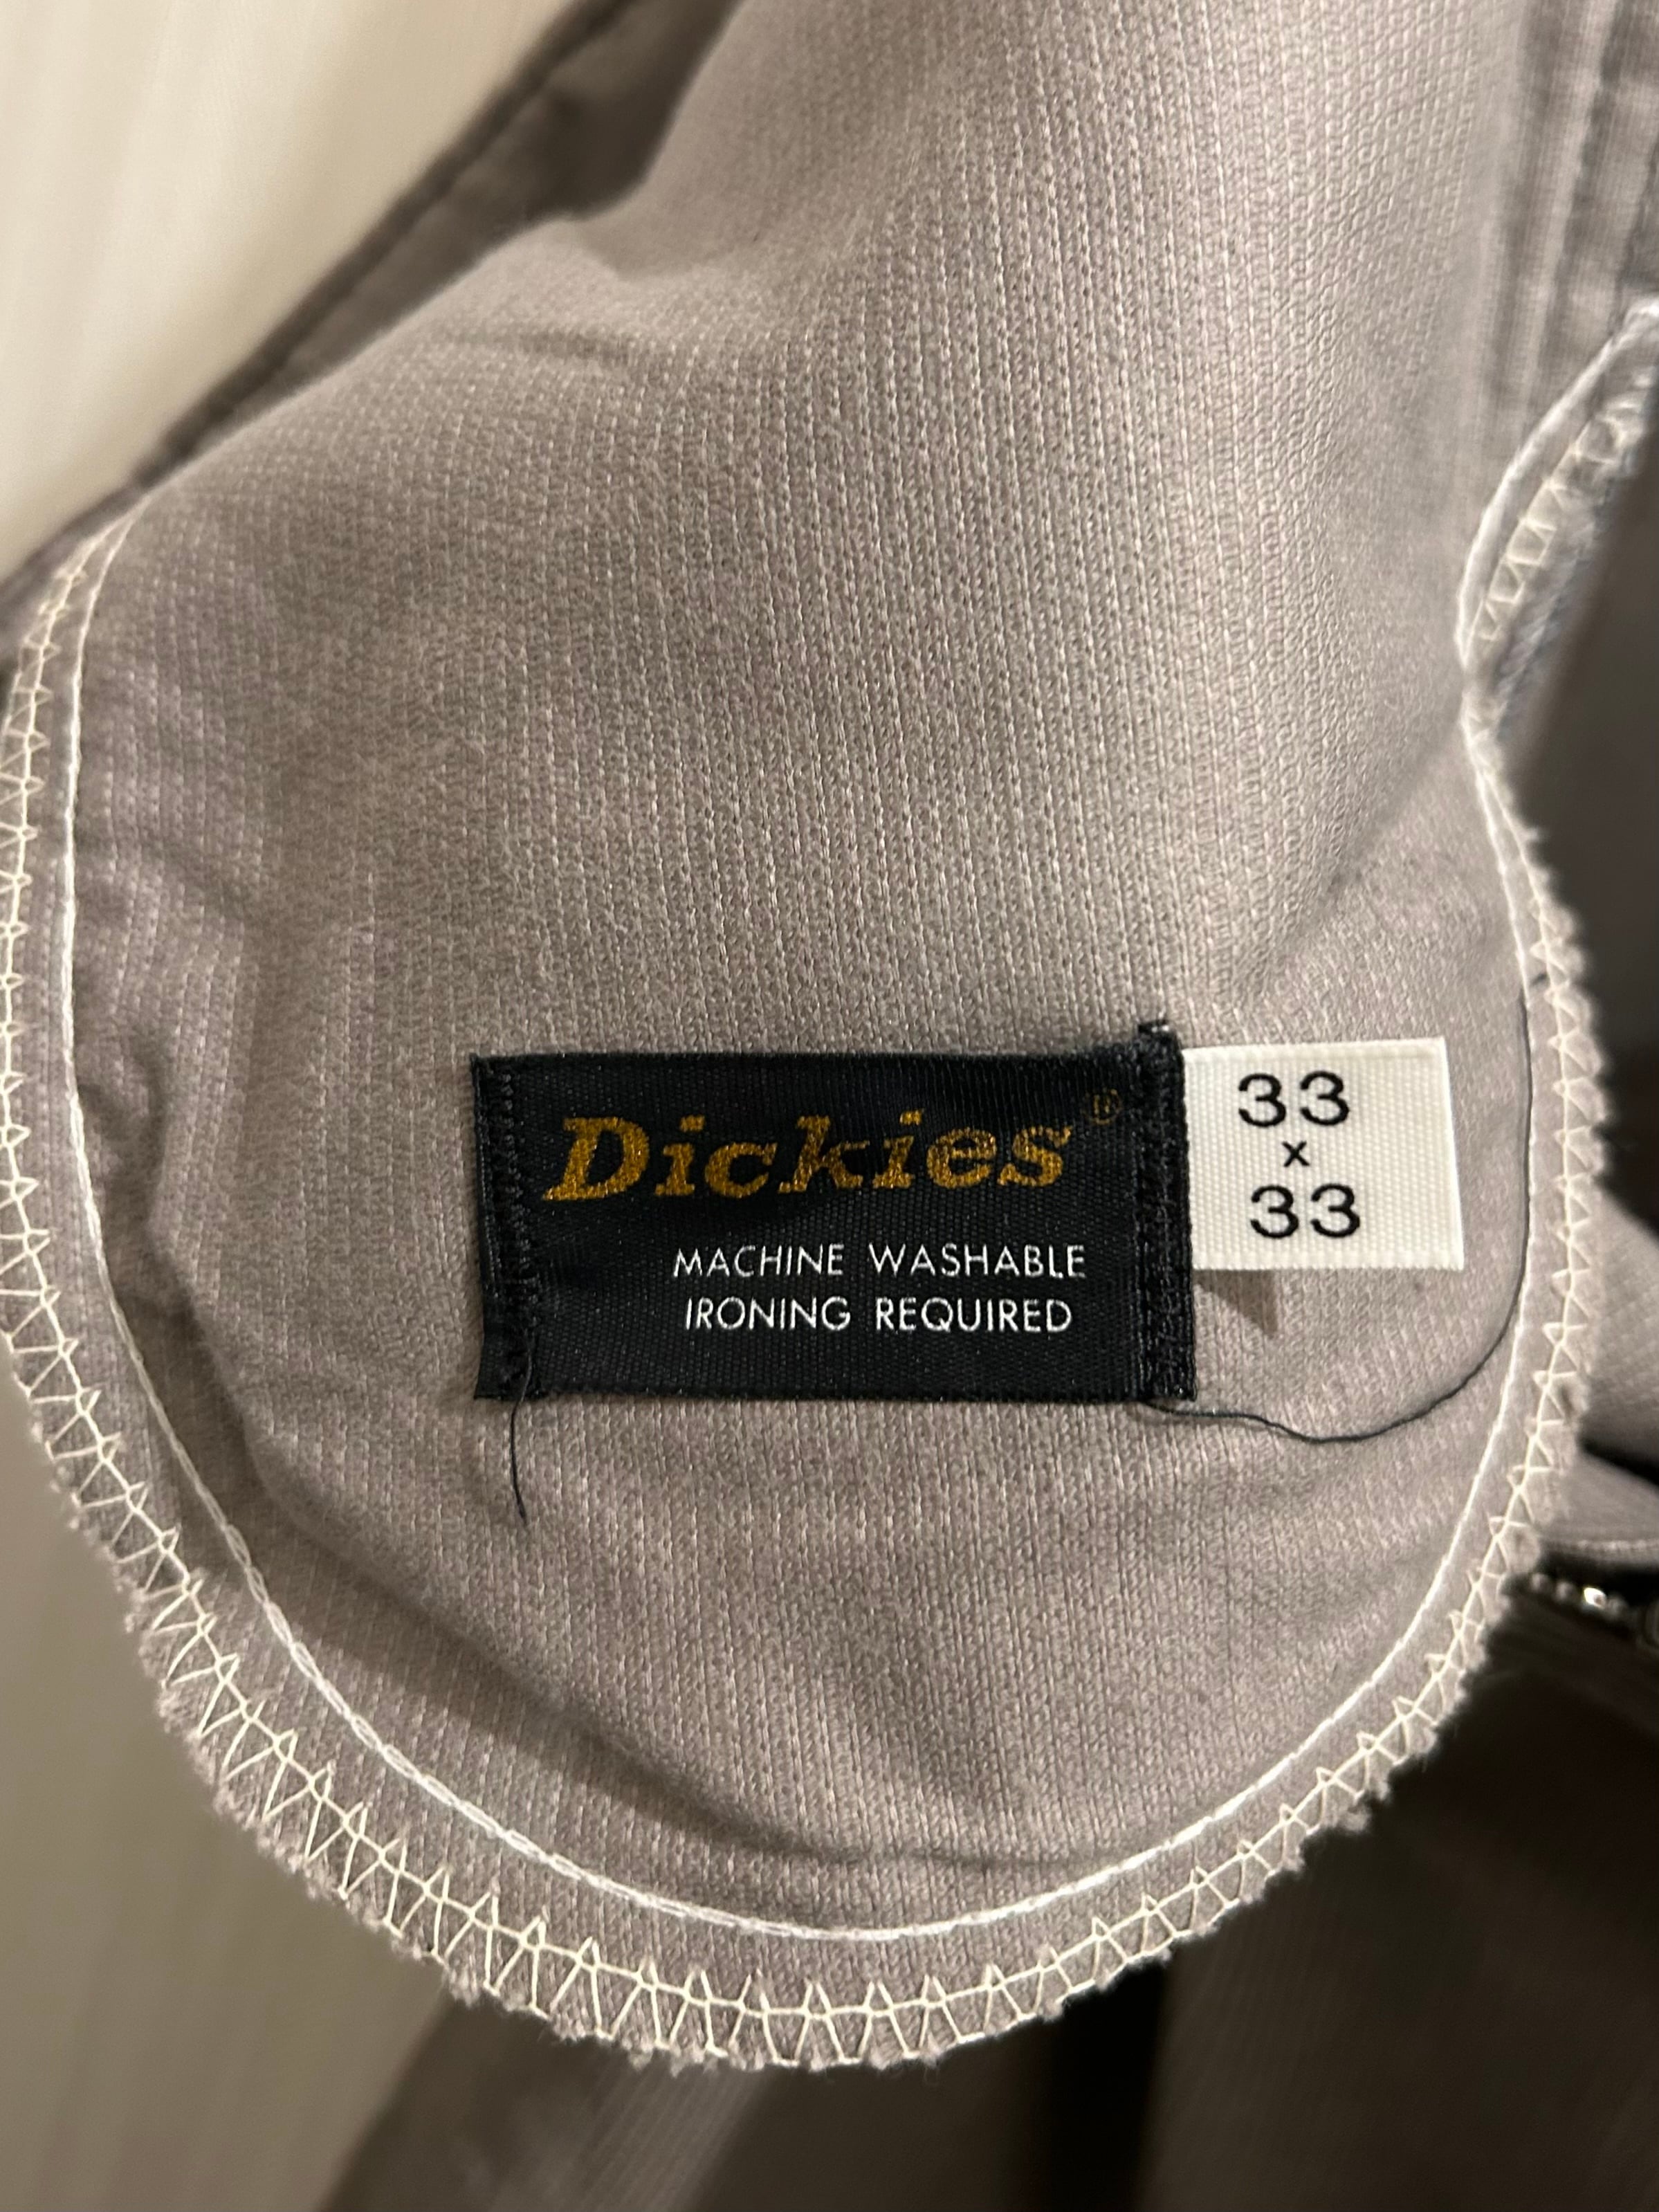 Dickies®
MACHINE WASHABLE
IRONING REQUIRED
33
x
33